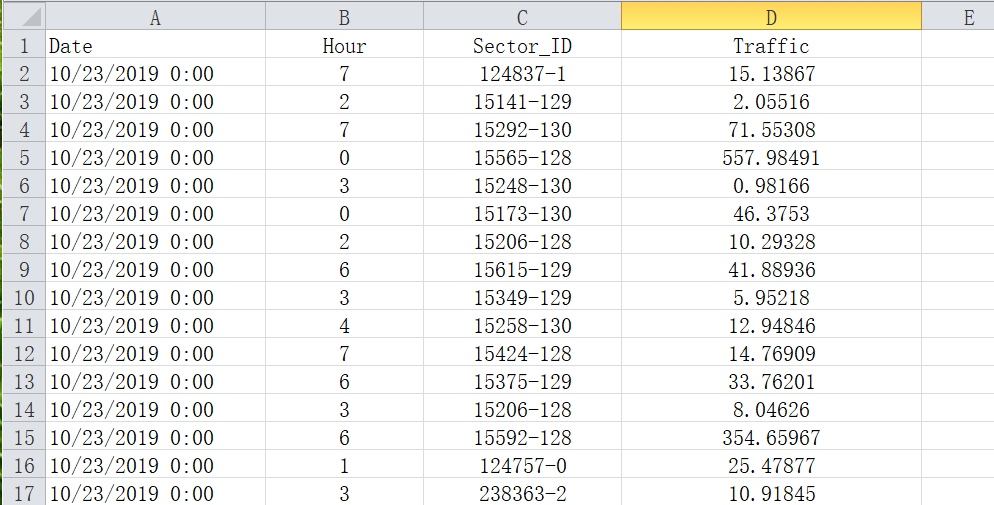 A B C D E
1 Date Hour Sector_ID Traffic
2 10/23/2019 0:00 7 124837-1 15.13867
3 10/23/2019 0:00 2 15141-129 2.05516
4 10/23/2019 0:00 7 15292-130 71.55308
5 10/23/2019 0:00 0 15565-128 557.98491
6 10/23/2019 0:00 3 15248-130 0.98166
7 10/23/2019 0:00 0 15173-130 46.3753
8 10/23/2019 0:00 2 15206-128 10.29328
9 10/23/2019 0:00 6 15615-129 41.88936
10 10/23/2019 0:00 3 15349-129 5.95218
11 10/23/2019 0:00 4 15258-130 12.94846
12 10/23/2019 0:00 7 15424-128 14.76909
13 10/23/2019 0:00 6 15375-129 33.76201
14 10/23/2019 0:00 3 15206-128 8.04626
15 10/23/2019 0:00 6 15592-128 354.65967
16 10/23/2019 0:00 1 124757-0 25.47877
17 10/23/2019 0:00 3 238363-2 10.91845